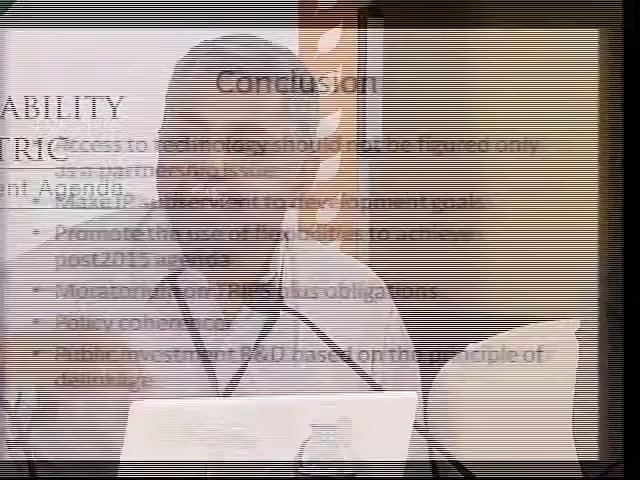 Conclusion
ABILITY
TRIC
ent Agenda
• Access to technology should not be figured only
as a partnership issue
• Make IP subservient to development goals
• Promote the use of flexibilities to achieve
post2015 agenda
• Moratorium on TRIPS plus obligations
• Policy coherence
• Public investment R&D based on the principle of
delinkage